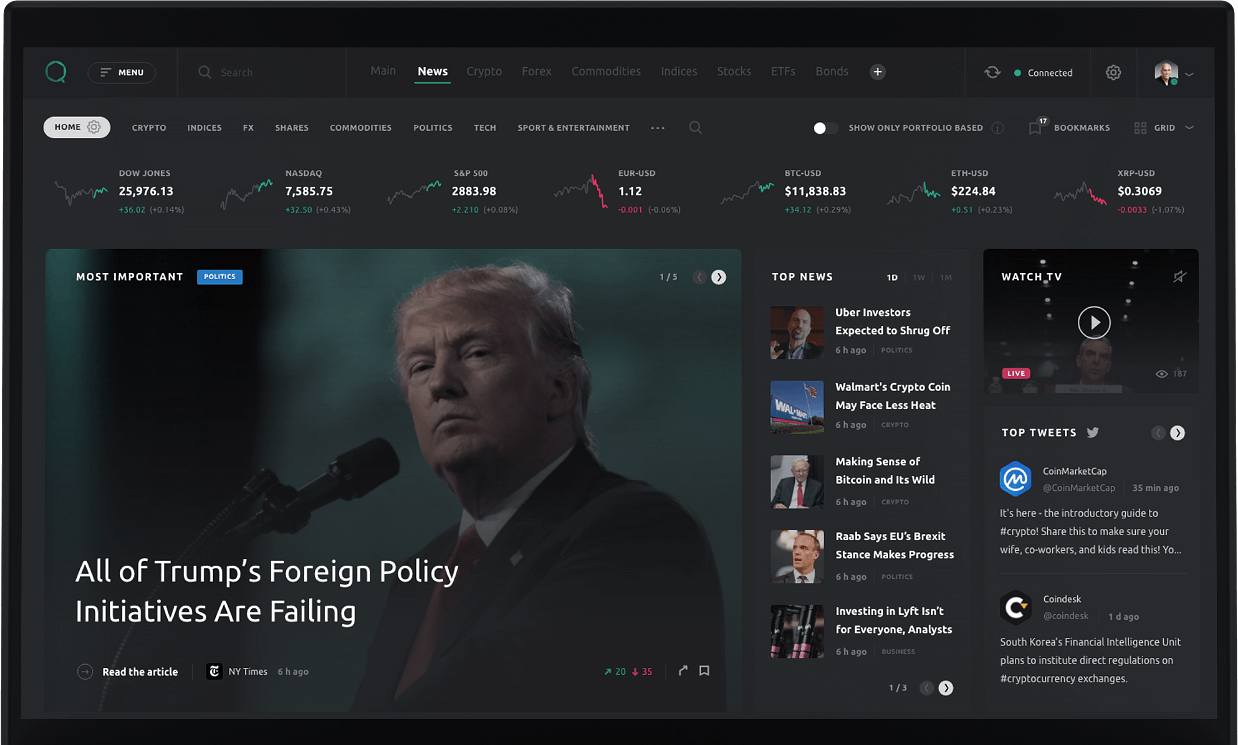 MENU
Search
Main
News
Crypto
Forex
Commodities
Indices
Stocks
ETFs
Bonds
Connected
HOME
CRYPTO
INDICES
FX
SHARES
COMMODITIES
POLITICS
TECH
SPORT & ENTERTAINMENT
SHOW ONLY PORTFOLIO BASED
17
BOOKMARKS
GRID
DOW JONES
25,976.13
+36.02 (+0.14%)
NASDAQ
7,585.75
+32.50 (+0.43%)
S&P 500
2883.98
+2.210 (+0.08%)
EUR-USD
1.12
-0.001 (-0.06%)
BTC-USD
$11,838.83
+34.12 (+0.29%)
ETH-USD
$224.84
+0.51 (+0.23%)
XRP-USD
$0.3069
-0.0033 (-1.07%)
MOST IMPORTANT
POLITICS
1 / 5
All of Trump’s Foreign Policy
Initiatives Are Failing
Read the article
NY Times
6 h ago
20
35
TOP NEWS
1D
1W
1M
Uber Investors
Expected to Shrug Off
6 h ago
POLITICS
WALMART
Walmart's Crypto Coin
May Face Less Heat
6 h ago
CRYPTO
Making Sense of
Bitcoin and Its Wild
6 h ago
CRYPTO
Raab Says EU’s Brexit
Stance Makes Progress
6 h ago
POLITICS
Investing in Lyft Isn’t
for Everyone, Analysts
6 h ago
BUSINESS
1 / 3
WATCH TV
LIVE
187
TOP TWEETS
CoinMarketCap
@CoinMarketCap
35 min ago
It's here - the introductory guide to
#crypto! Share this to make sure your
wife, co-workers, and kids read this! Yo...
Coindesk
@coindesk
1 d ago
South Korea's Financial Intelligence Unit
plans to institute direct regulations on
#cryptocurrency exchanges.